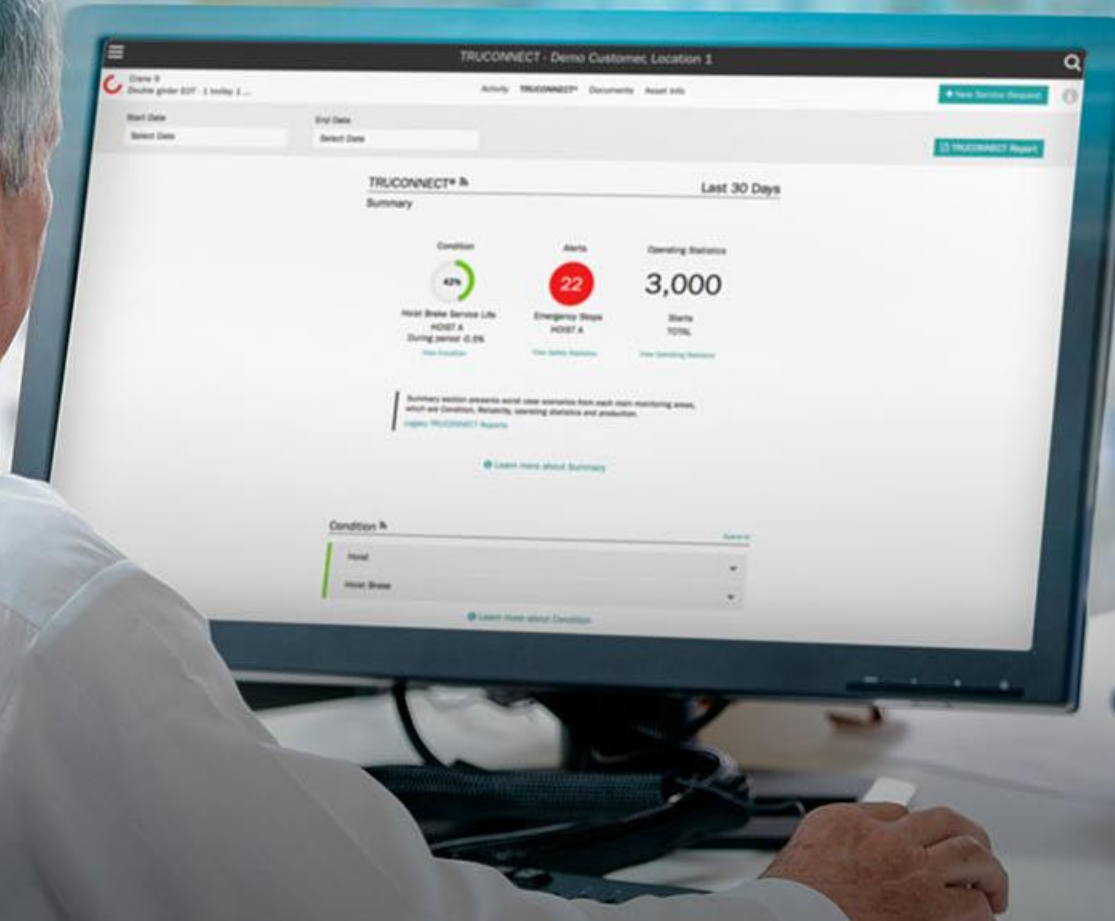 TRUCONNECT - Demo Customer, Location 1
Crane 9
Double girder EOT - 1 trolley 1 ...
Activity TRUCONNECT® Documents Asset Info
+ New Service Request
Start Date
End Date
Select Date
Select Date
TRUCONNECT Report
TRUCONNECT®
Last 30 Days
Summary
Condition
Alerts
Operating Statistics
43%
22
3,000
Hoist Brake Service Life
HOIST A
During period -0.5%
View Condition
Emergency Stops
HOIST A
View Safety Statistics
Starts
TOTAL
View Operating Statistics
Summary section presents worst case scenarios from each main monitoring areas,
which are Condition, Reliability, operating statistics and production.
Legacy TRUCONNECT Reports
Learn more about Summary
Condition
Expand All
Hoist
Hoist Brake
Learn more about Condition